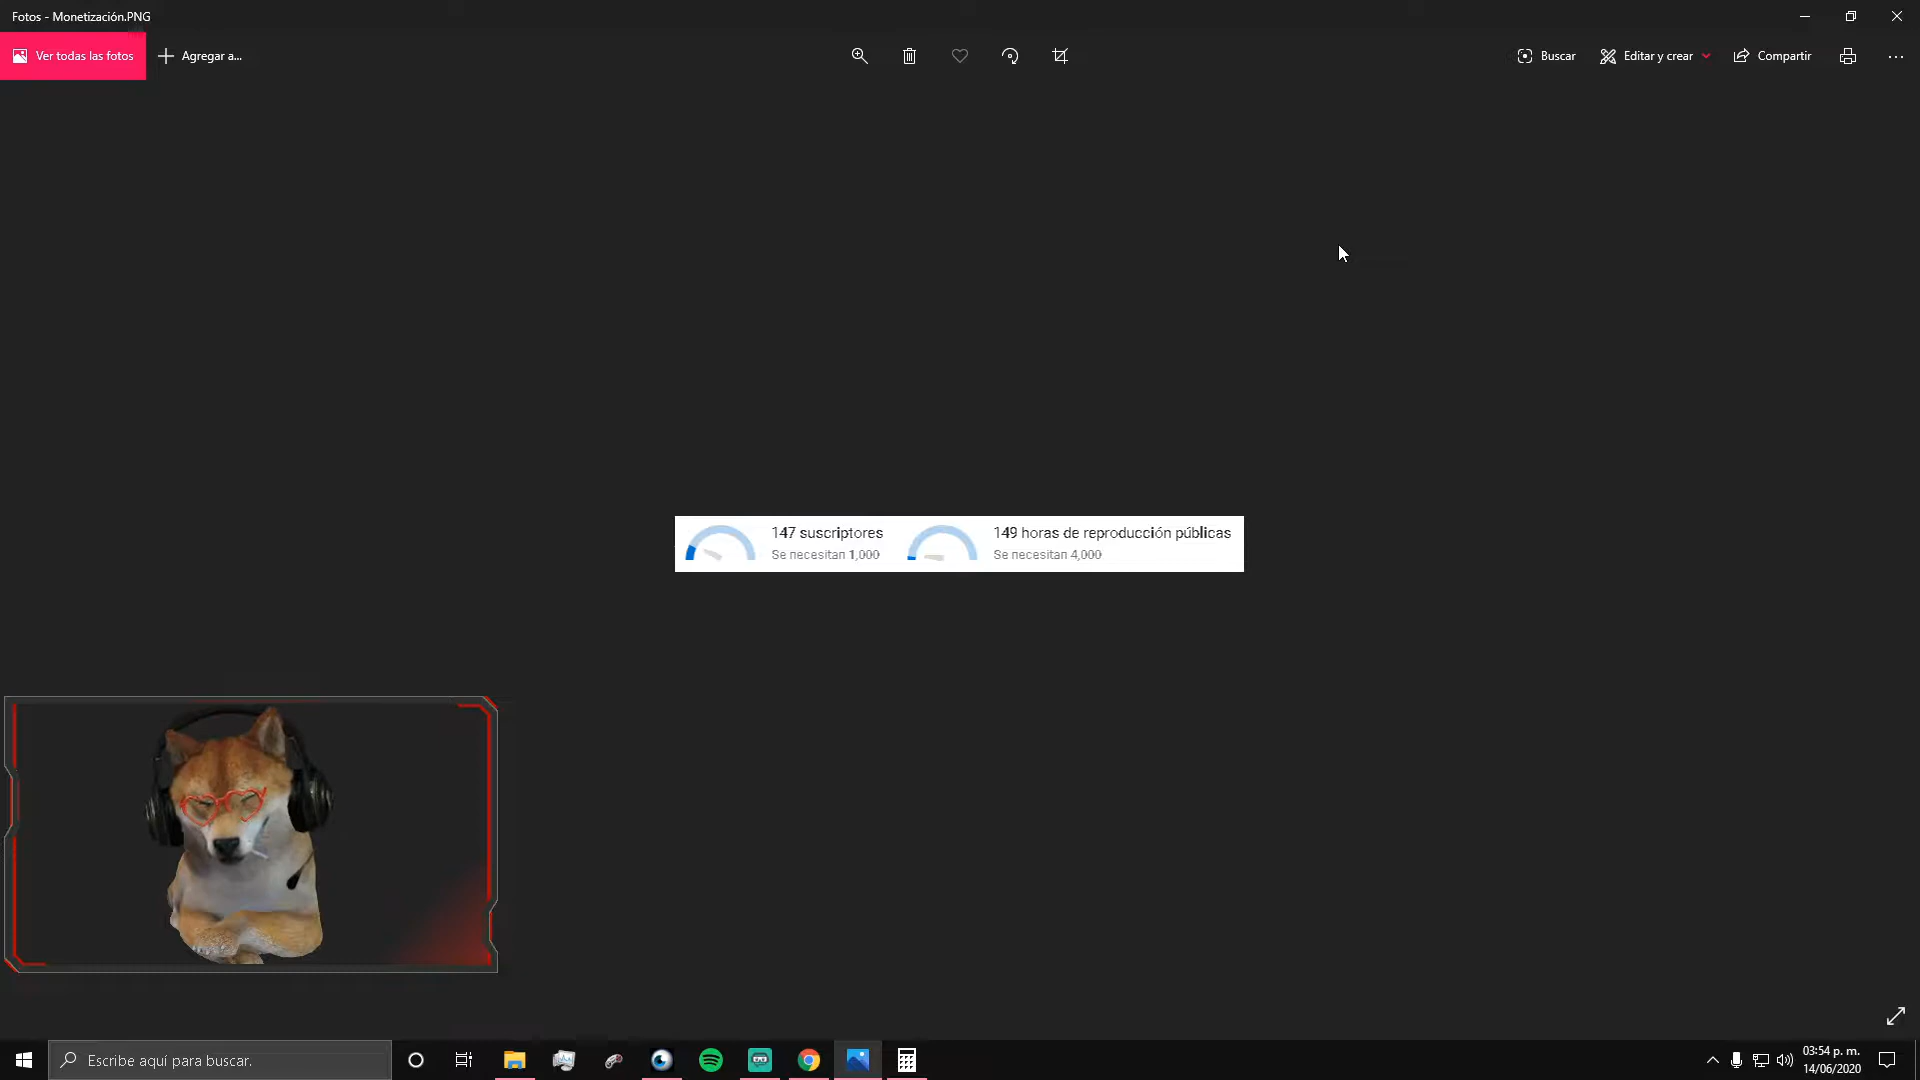 Fotos - Monetización.PNG
Ver todas las fotos
Agregar a...
Buscar
Editar y crear
Compartir
147 suscriptores
Se necesitan 1,000
149 horas de reproducción públicas
Se necesitan 4,000
Escribe aquí para buscar.
03:54 p. m.
14/06/2020